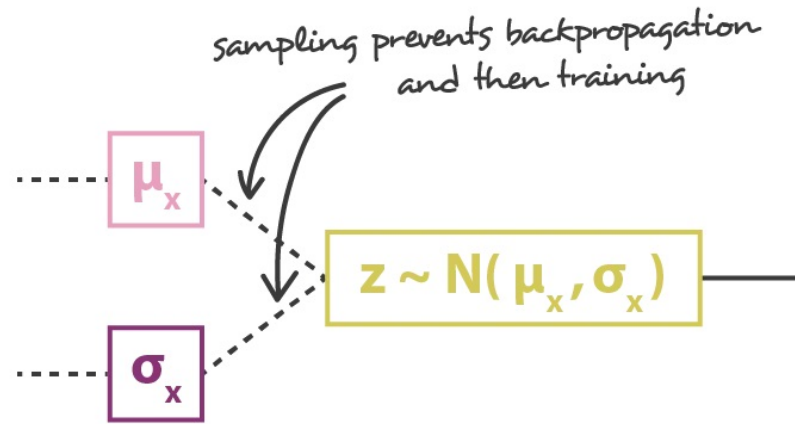 sampling prevents backpropagation
and then training
μx
z ~ N( μx , σx )
σx